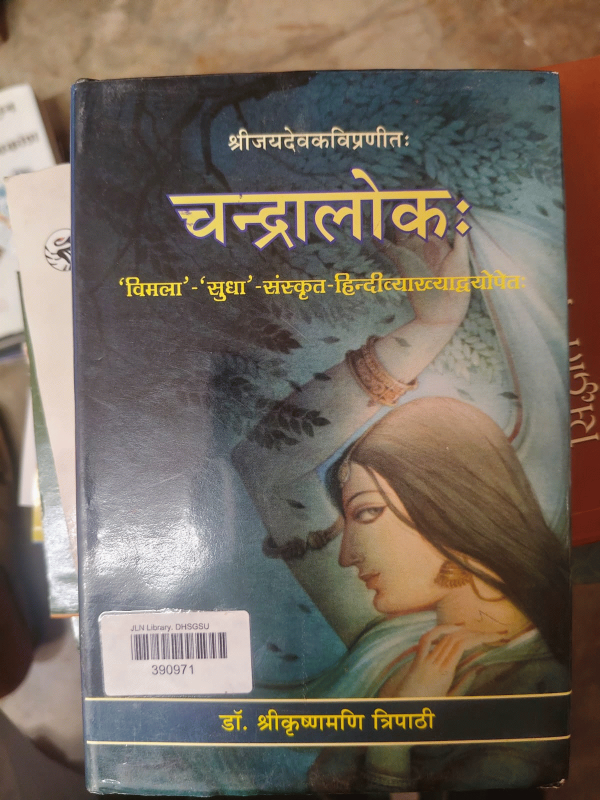 श्रीजयदेवकविप्रणीतः
चन्द्रालोकः
‘विमला’-‘सुधा’-संस्कृत-हिन्दीव्याख्याद्वयोपेतः
JLN Library, DHSGSU
390971
डॉ. श्रीकृष्णमणि त्रिपाठी